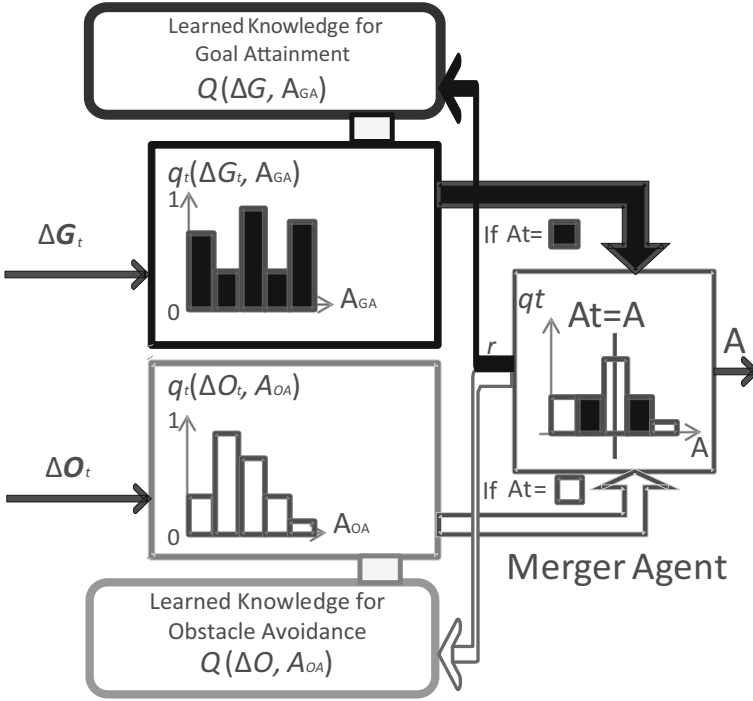 Learned Knowledge for
Goal Attainment
Q(ΔG, AGA)
qt(ΔGt, AGA)
1
0
AGA
ΔGt
If At=
qt
At=A
A
A
r
qt(ΔOt, AOA)
1
0
AOA
ΔOt
If At=
Merger Agent
Learned Knowledge for
Obstacle Avoidance
Q(ΔO, AOA)